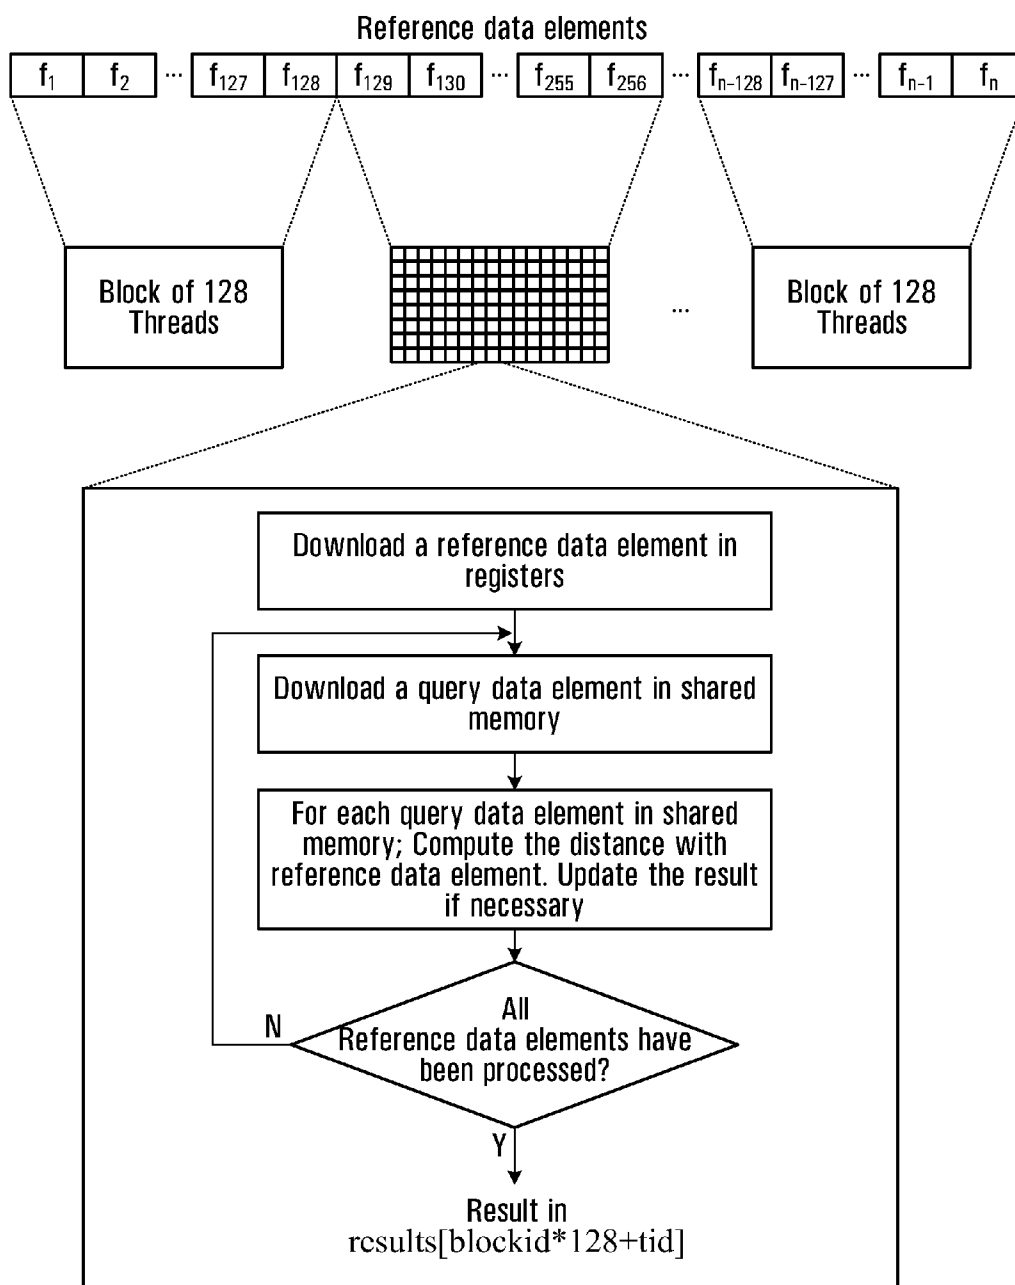 Reference data elements
f1 f2 ... f127 f128 f129 f130 ... f255 f256 ... fn-128 fn-127 ... fn-1 fn
Block of 128
Threads
...
Block of 128
Threads
Download a reference data element in
registers
Download a query data element in shared
memory
For each query data element in shared
memory; Compute the distance with
reference data element. Update the result
if necessary
All
Reference data elements have
been processed?
N
Y
Result in
results[blockid*128+tid]